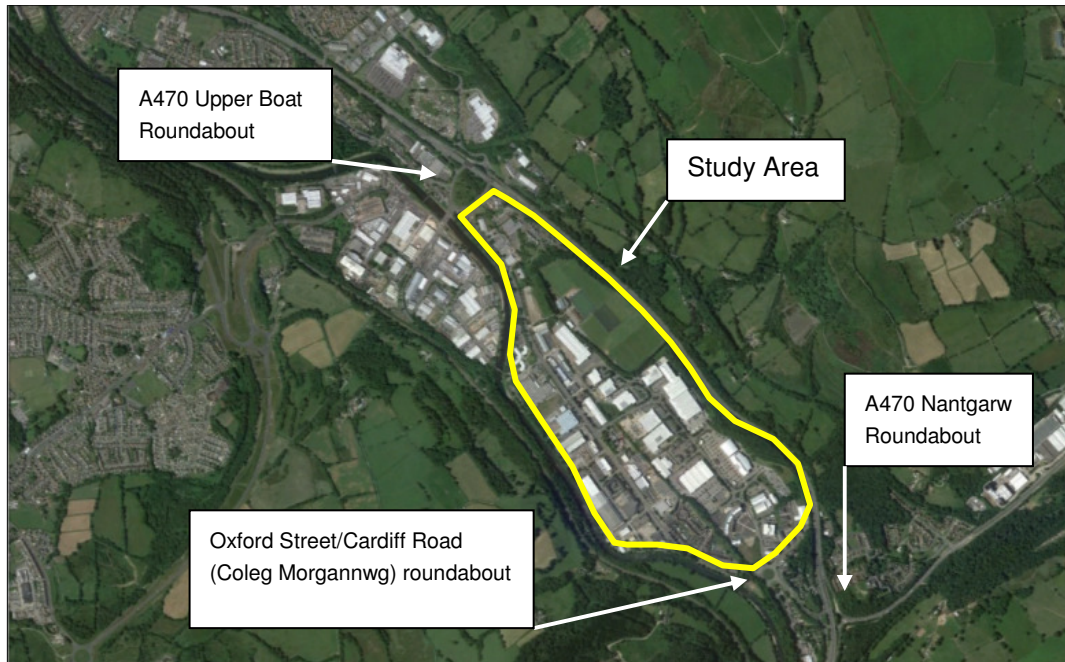 A470 Upper Boat
Roundabout
Study Area
A470 Nantgarw
Roundabout
Oxford Street/Cardiff Road
(Coleg Morgannwg) roundabout